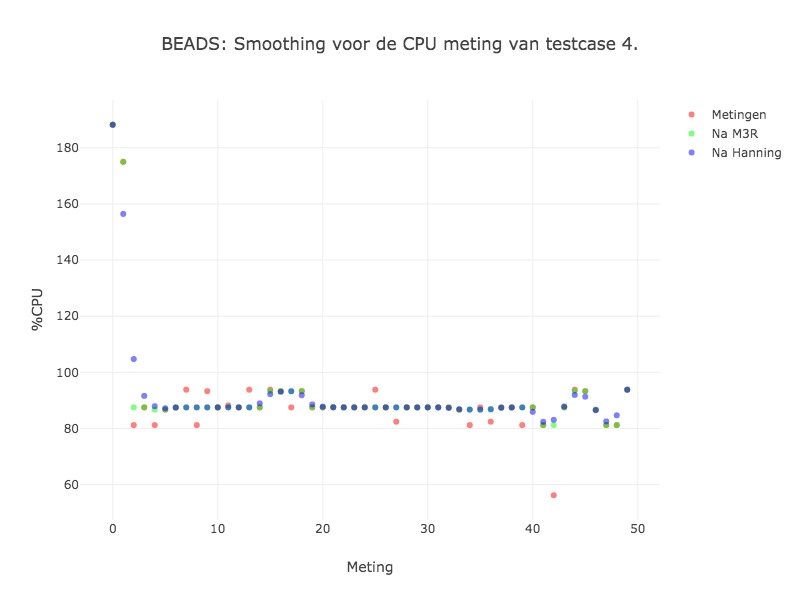 BEADS: Smoothing voor de CPU meting van testcase 4.
Metingen
Na M3R
Na Hanning
180
160
140
120
100
80
60
%CPU
0
10
20
30
40
50
Meting